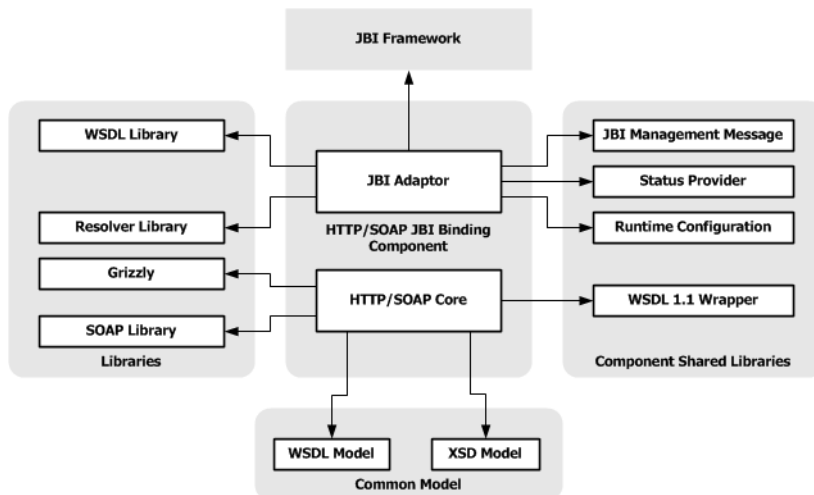 JBI Framework
WSDL Library
Resolver Library
Grizzly
SOAP Library
Libraries
JBI Adaptor
HTTP/SOAP JBI Binding
Component
HTTP/SOAP Core
JBI Management Message
Status Provider
Runtime Configuration
WSDL 1.1 Wrapper
Component Shared Libraries
WSDL Model
XSD Model
Common Model